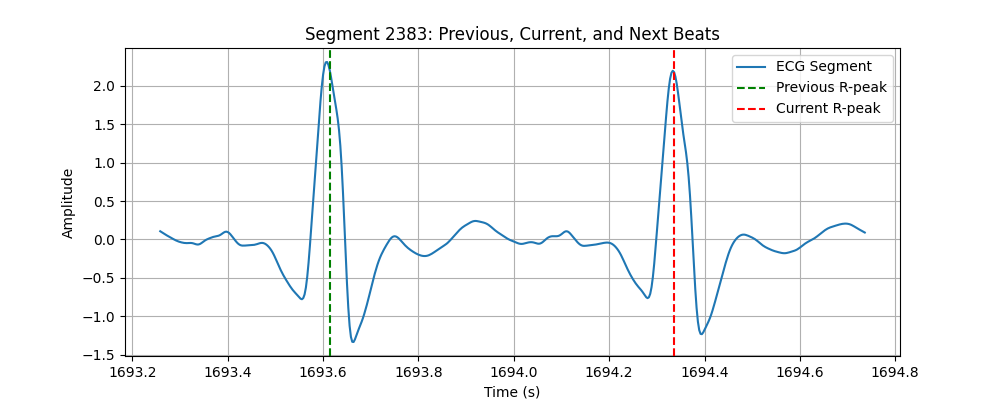 Segment 2383: Previous, Current, and Next Beats
ECG Segment
Previous R-peak
Current R-peak
Amplitude
2.0
1.5
1.0
0.5
0.0
−0.5
−1.0
−1.5
1693.2 1693.4 1693.6 1693.8 1694.0 1694.2 1694.4 1694.6 1694.8
Time (s)